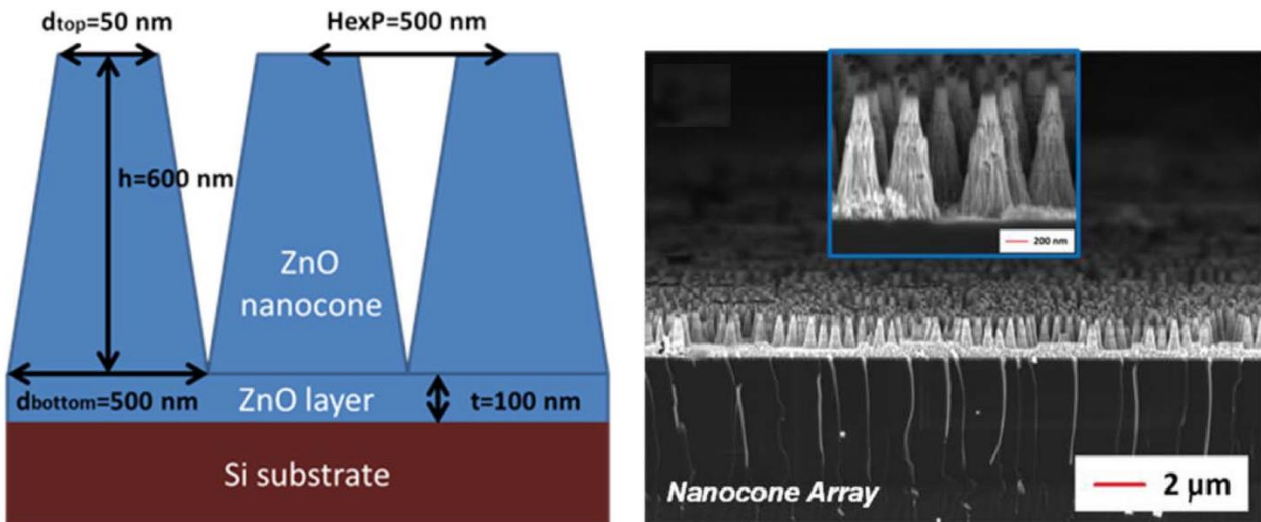 dtop=50 nm
HexP=500 nm
h=600 nm
ZnO
nanocone
dbottom=500 nm
ZnO layer
t=100 nm
Si substrate
200 nm
Nanocone Array
2 µm